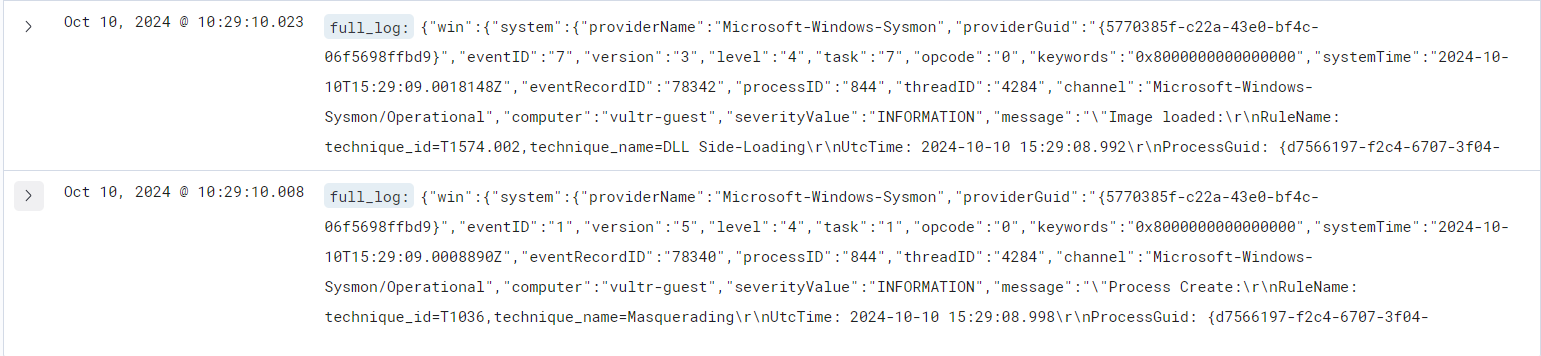 Oct 10, 2024 @ 10:29:10.023
full_log: {"win":{"system":{"providerName":"Microsoft-Windows-Sysmon","providerGuid":"{5770385f-c22a-43e0-bf4c-
06f5698ffbd9}","eventID":"7","version":"3","level":"4","task":"7","opcode":"0","keywords":"0x8000000000000000","systemTime":"2024-10-
10T15:29:09.0018148Z","eventRecordID":"78342","processID":"844","threadID":"4284","channel":"Microsoft-Windows-
Sysmon/Operational","computer":"vultr-guest","severityValue":"INFORMATION","message":"\"Image loaded:\r\nRuleName:
technique_id=T1574.002,technique_name=DLL Side-Loading\r\nUtcTime: 2024-10-10 15:29:08.992\r\nProcessGuid: {d7566197-f2c4-6707-3f04-
Oct 10, 2024 @ 10:29:10.008
full_log: {"win":{"system":{"providerName":"Microsoft-Windows-Sysmon","providerGuid":"{5770385f-c22a-43e0-bf4c-
06f5698ffbd9}","eventID":"1","version":"5","level":"4","task":"1","opcode":"0","keywords":"0x8000000000000000","systemTime":"2024-10-
10T15:29:09.0008890Z","eventRecordID":"78340","processID":"844","threadID":"4284","channel":"Microsoft-Windows-
Sysmon/Operational","computer":"vultr-guest","severityValue":"INFORMATION","message":"\"Process Create:\r\nRuleName:
technique_id=T1036,technique_name=Masquerading\r\nUtcTime: 2024-10-10 15:29:08.998\r\nProcessGuid: {d7566197-f2c4-6707-3f04-